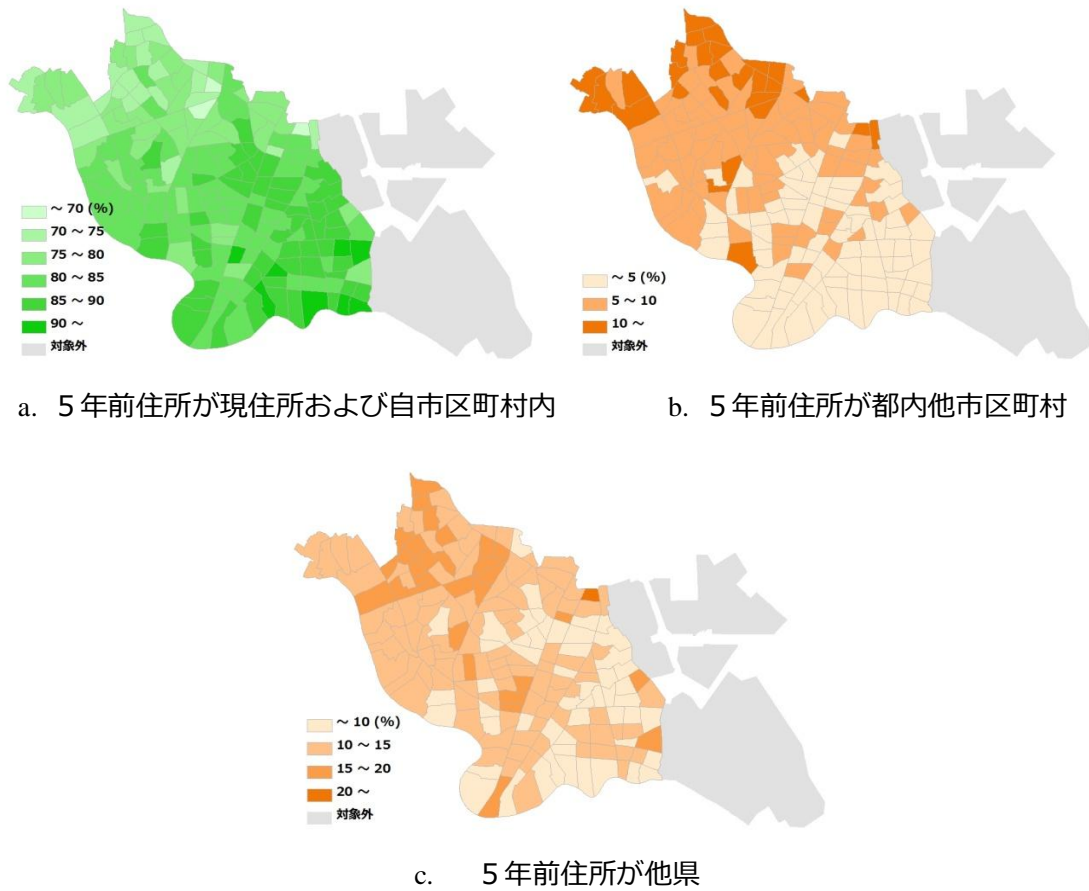 ~ 70 (%)
70 ~ 75
75 ~ 80
80 ~ 85
85 ~ 90
90 ~
対象外
~ 5 (%)
5 ~ 10
10 ~
対象外
a. 5年前住所が現住所および自市区町村内
b. 5年前住所が都内他市区町村
~ 10 (%)
10 ~ 15
15 ~ 20
20 ~
対象外
c. 5年前住所が他県